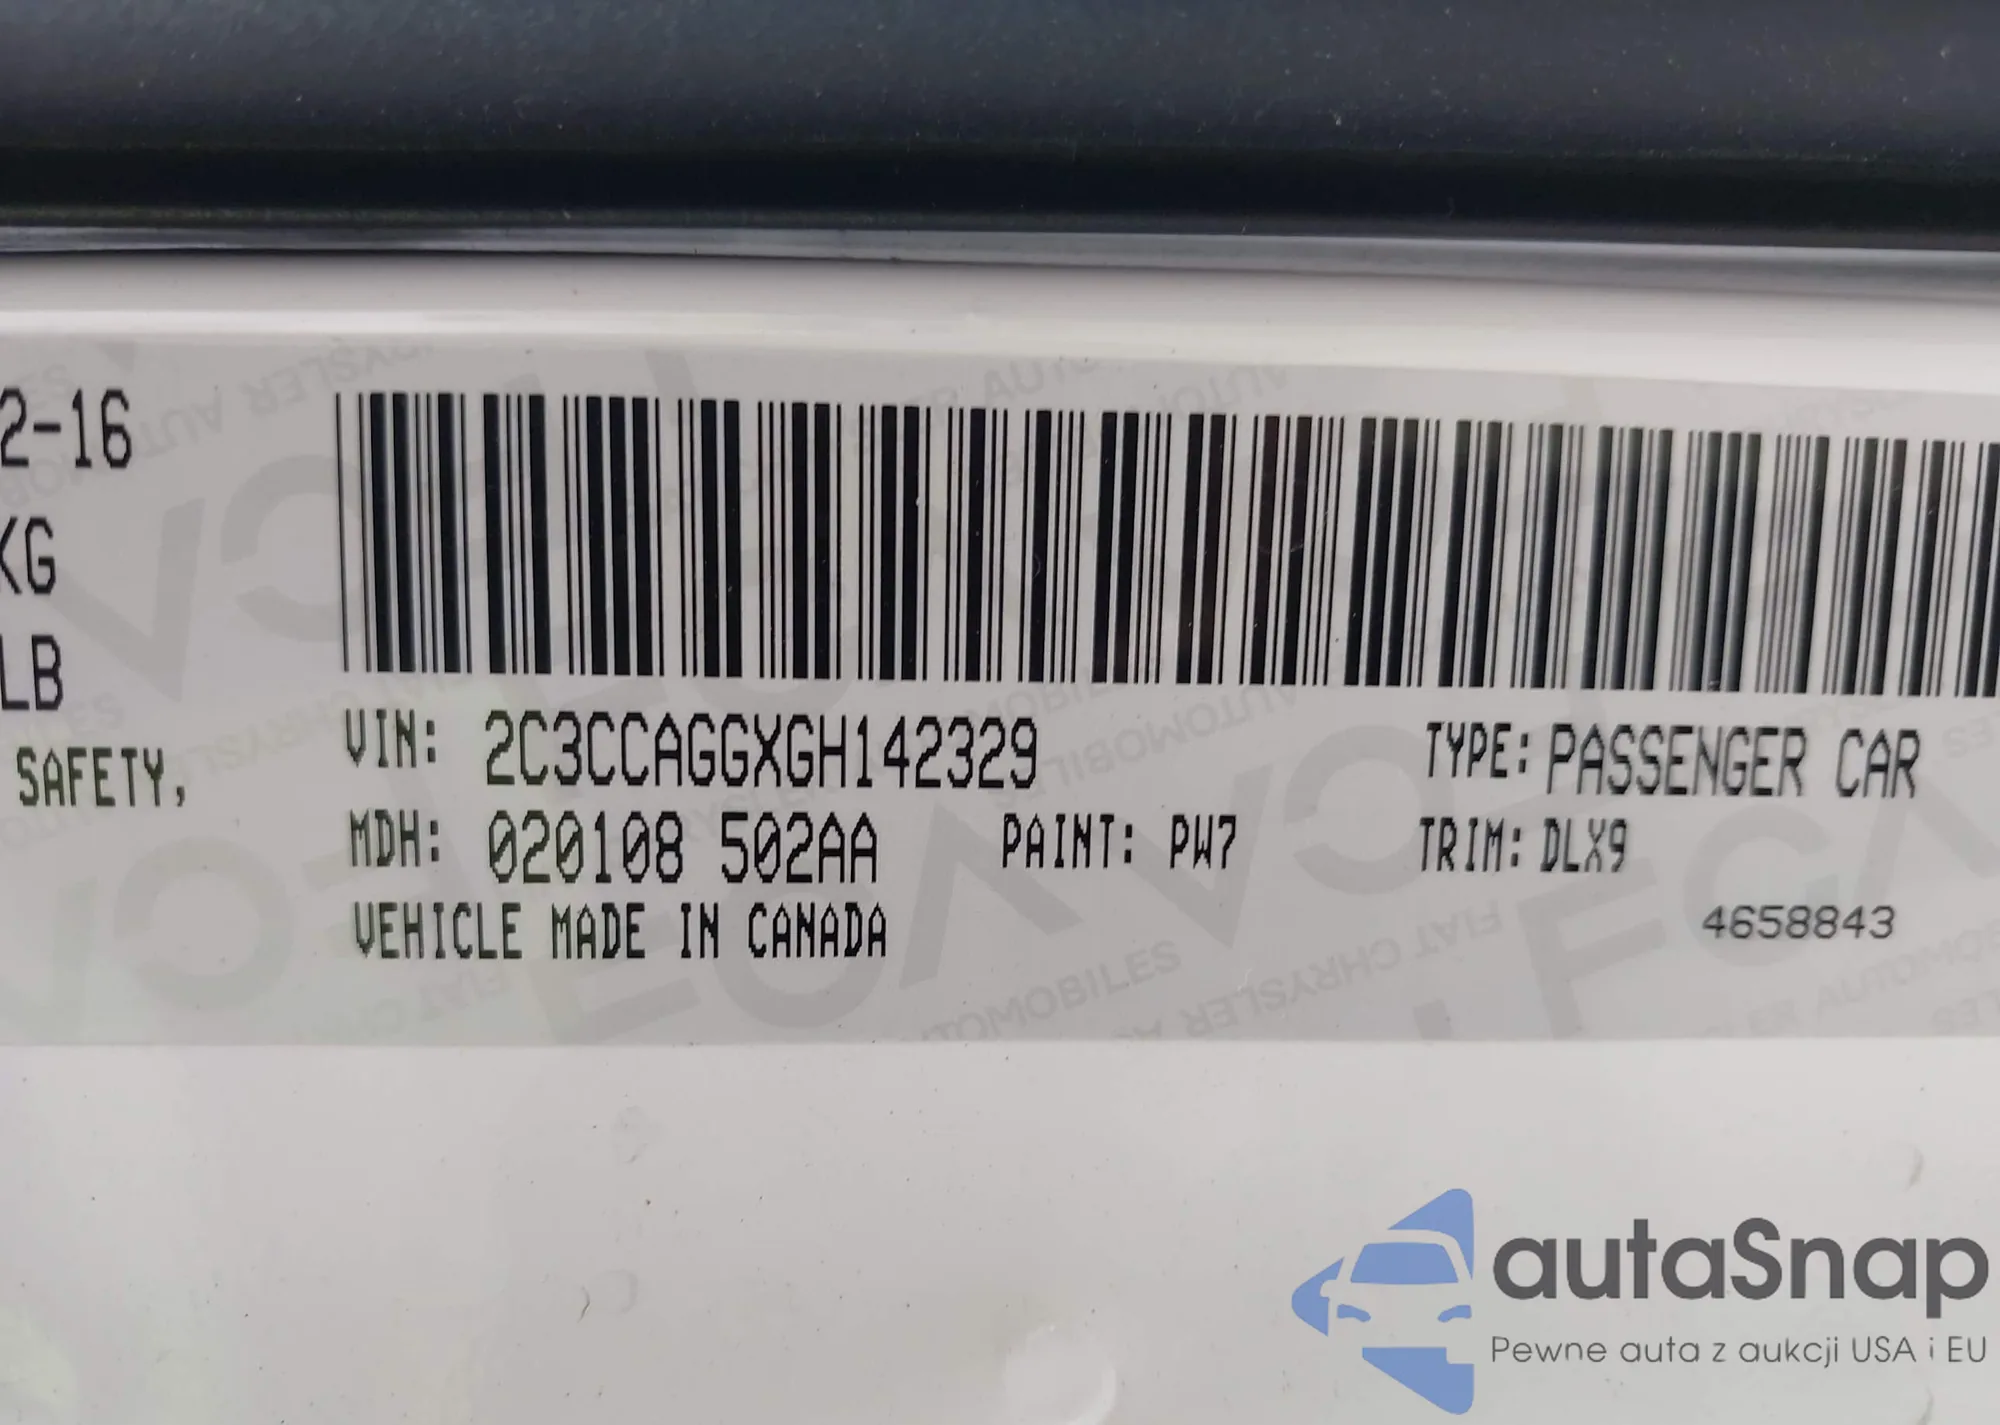 2-16
KG
LB
SAFETY,
VIN: 2C3CCAGGXGH142329
TYPE: PASSENGER CAR
MDH: 020108 502AA
PAINT: PW7
TRIM: DLX9
VEHICLE MADE IN CANADA
4658843
autaSnap
Pewne auta z aukcji USA i EU